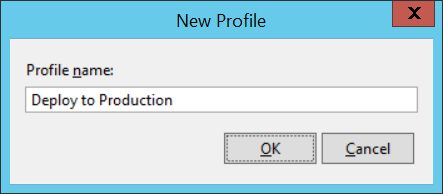 New Profile
X
Profile name:
Deploy to Production
OK
Cancel